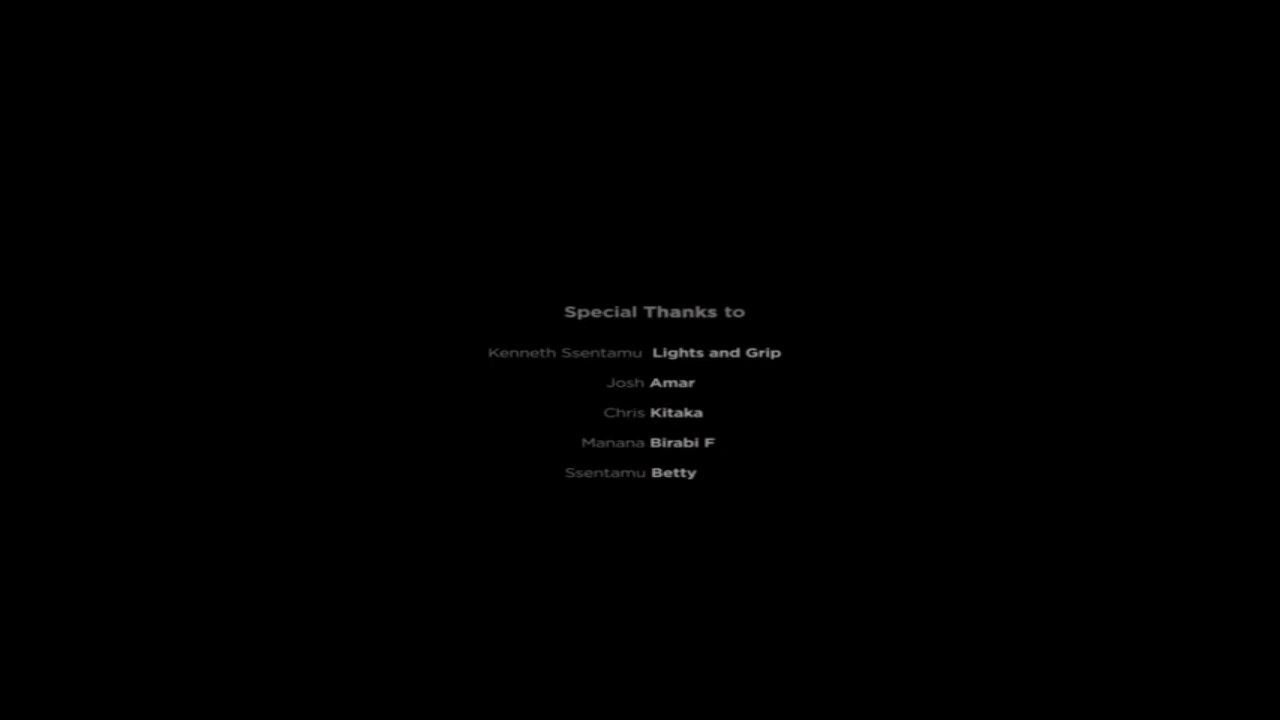 Special Thanks to
Kenneth Ssentamu Lights and Grip
Josh Amar
Chris Kitaka
Manana Birabi F
Ssentamu Betty